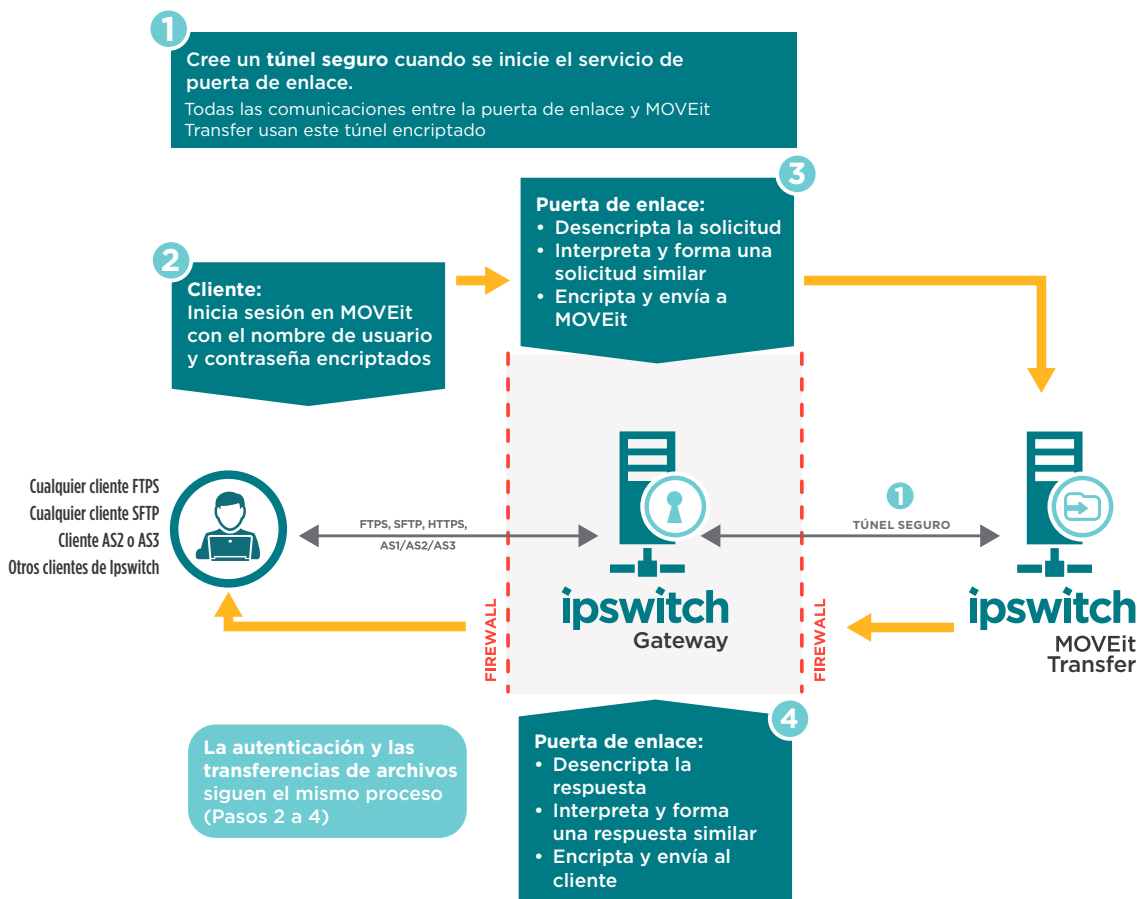 1
Cree un túnel seguro cuando se inicie el servicio de
puerta de enlace.
Todas las comunicaciones entre la puerta de enlace y MOVEit
Transfer usan este túnel encriptado
2
Cliente:
Inicia sesión en MOVEit
con el nombre de usuario
y contraseña encriptados
3
Puerta de enlace:
• Desencripta la solicitud
• Interpreta y forma una
solicitud similar
• Encripta y envía a
MOVEit
Cualquier cliente FTPS
Cualquier cliente SFTP
Cliente AS2 o AS3
Otros clientes de Ipswitch
FTPS, SFTP, HTTPS,
AS1/AS2/AS3
1
TÚNEL SEGURO
FIREWALL
ipswitch
Gateway
FIREWALL
ipswitch
MOVEit
Transfer
La autenticación y las
transferencias de archivos
siguen el mismo proceso
(Pasos 2 a 4)
4
Puerta de enlace:
• Desencripta la
respuesta
• Interpreta y forma
una respuesta similar
• Encripta y envía al
cliente